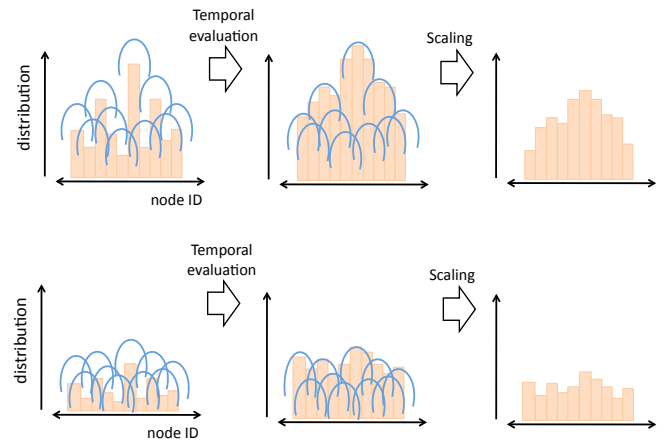 Temporal
evaluation
Scaling
distribution
node ID
Temporal
evaluation
Scaling
distribution
node ID